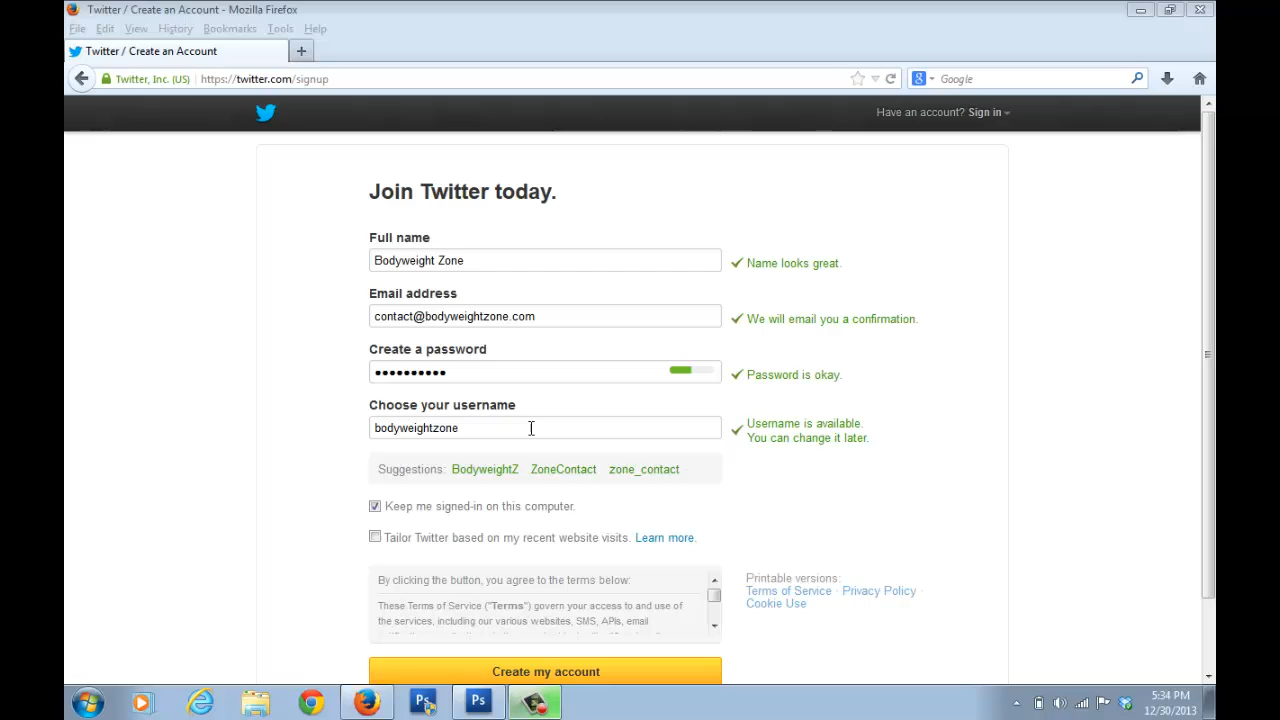 Twitter / Create an Account - Mozilla Firefox
File Edit View History Bookmarks Tools Help
Twitter / Create an Account
Twitter, Inc. (US) https://twitter.com/signup
Google
Have an account? Sign in
Join Twitter today.
Full name
Bodyweight Zone
Name looks great.
Email address
contact@bodyweightzone.com
We will email you a confirmation.
Create a password
Password is okay.
Choose your username
bodyweightzone
Username is available.
You can change it later.
Suggestions: BodyweightZ ZoneContact zone_contact
Keep me signed-in on this computer.
Tailor Twitter based on my recent website visits. Learn more.
By clicking the button, you agree to the terms below:
These Terms of Service ("Terms") govern your access to and use of
the services, including our various websites, SMS, APIs, email
Printable versions:
Terms of Service · Privacy Policy ·
Cookie Use
Create my account
Ps
Ps
5:34 PM
12/30/2013